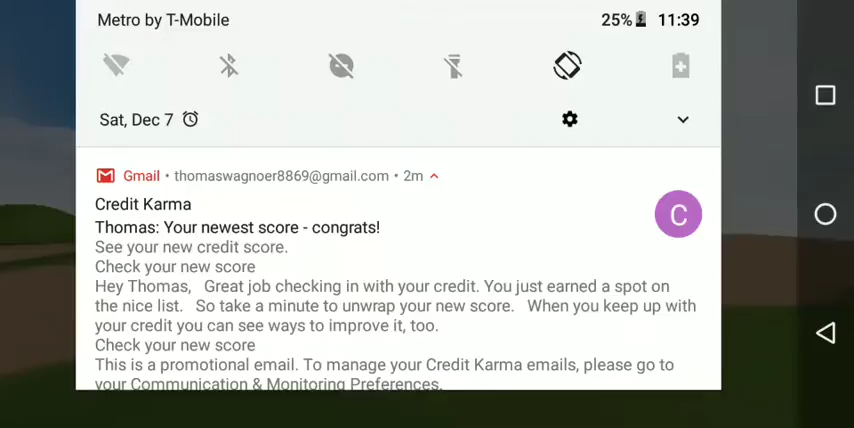 Metro by T-Mobile 25% 11:39
Sat, Dec 7
Gmail • thomaswagnoer8869@gmail.com • 2m
Credit Karma
C
Thomas: Your newest score - congrats!
See your new credit score.
Check your new score
Hey Thomas,   Great job checking in with your credit. You just earned a spot on
the nice list.   So take a minute to unwrap your new score.   When you keep up with
your credit you can see ways to improve it, too.
Check your new score
This is a promotional email. To manage your Credit Karma emails, please go to
your Communication & Monitoring Preferences.